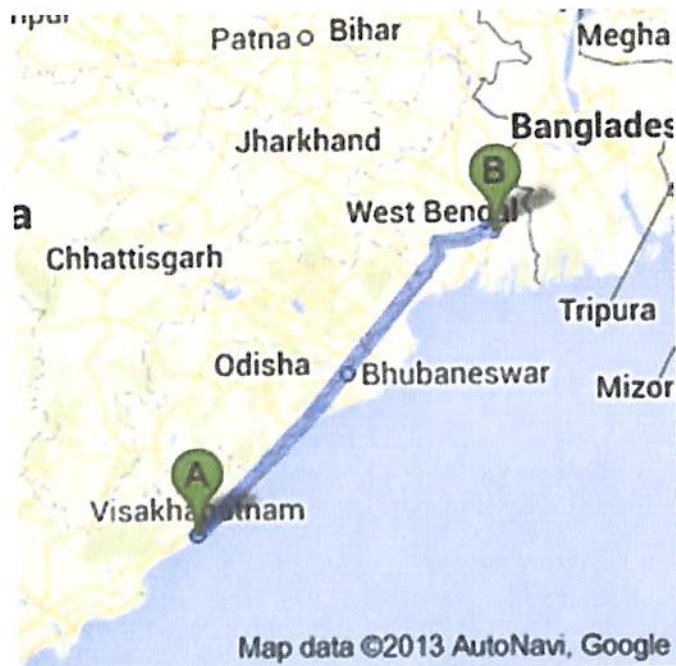 Patna
Bihar
Megha
Jharkhand
Banglades
B
West Bengal
a
Chhattisgarh
Tripura
Odisha
Bhubaneswar
Mizor
A
Visakhapatnam
Map data ©2013 AutoNavi, Google